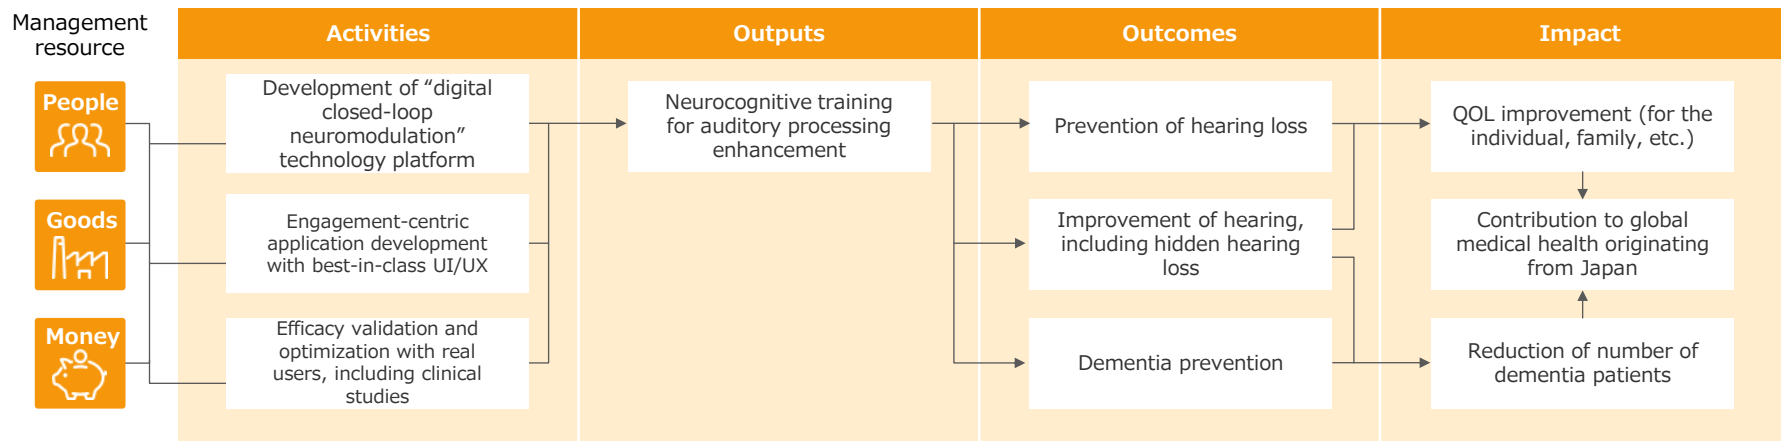 Management
resource
Activities
Outputs
Outcomes
Impact
People
Goods
Money
Development of “digital
closed-loop
neuromodulation”
technology platform
Engagement-centric
application development
with best-in-class UI/UX
Efficacy validation and
optimization with real
users, including clinical
studies
Neurocognitive training
for auditory processing
enhancement
Prevention of hearing loss
Improvement of hearing,
including hidden hearing
loss
Dementia prevention
QOL improvement (for the
individual, family, etc.)
Contribution to global
medical health originating
from Japan
Reduction of number of
dementia patients